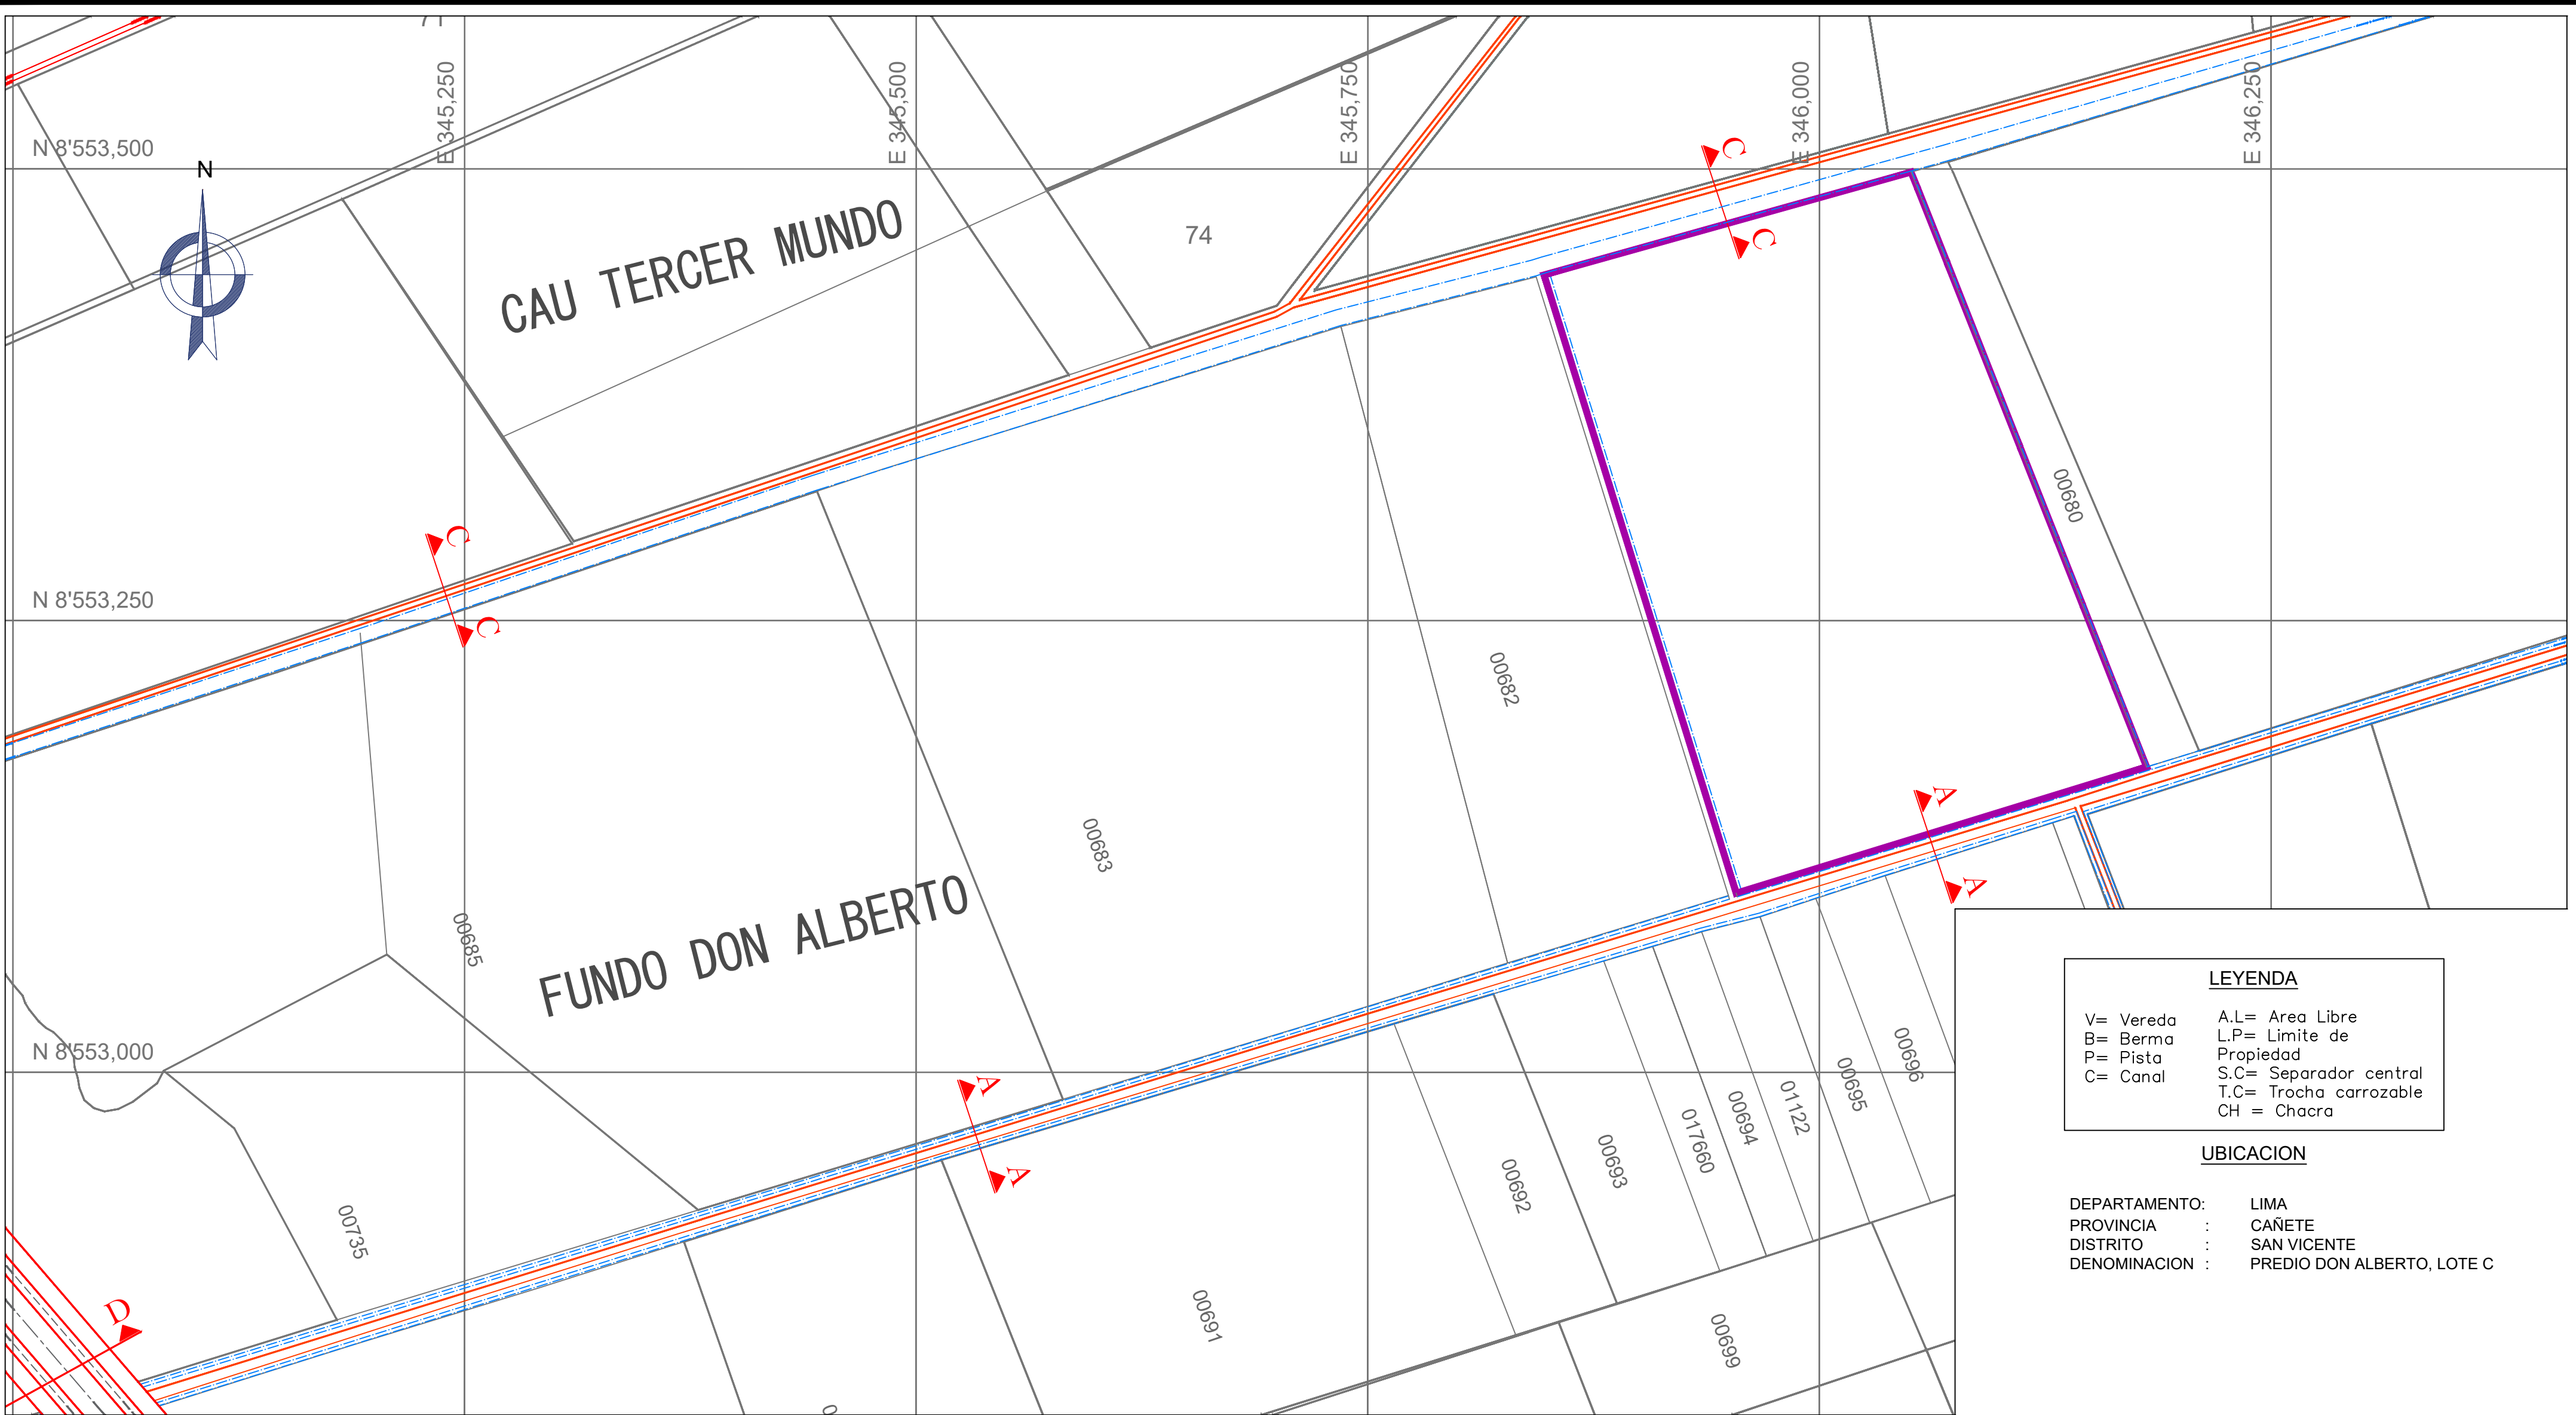 E 345,250
E 345,500
E 345,750
E 346,000
E 346,250
N 8'553,500
N
C
C
74
CAU TERCER MUNDO
00680
C
C
N 8'553,250
00682
A
A
00683
FUNDO DON ALBERTO
00685
N 8'553,000
A
A
00696
00695
01122
00694
01760
00693
00692
00735
D
00691
00699
LEYENDA
V= Vereda
B= Berma
P= Pista
C= Canal
A.L= Area Libre
L.P= Limite de
Propiedad
S.C= Separador central
T.C= Trocha carrozable
CH = Chacra
UBICACION
DEPARTAMENTO: LIMA
PROVINCIA : CAÑETE
DISTRITO : SAN VICENTE
DENOMINACION : PREDIO DON ALBERTO, LOTE C